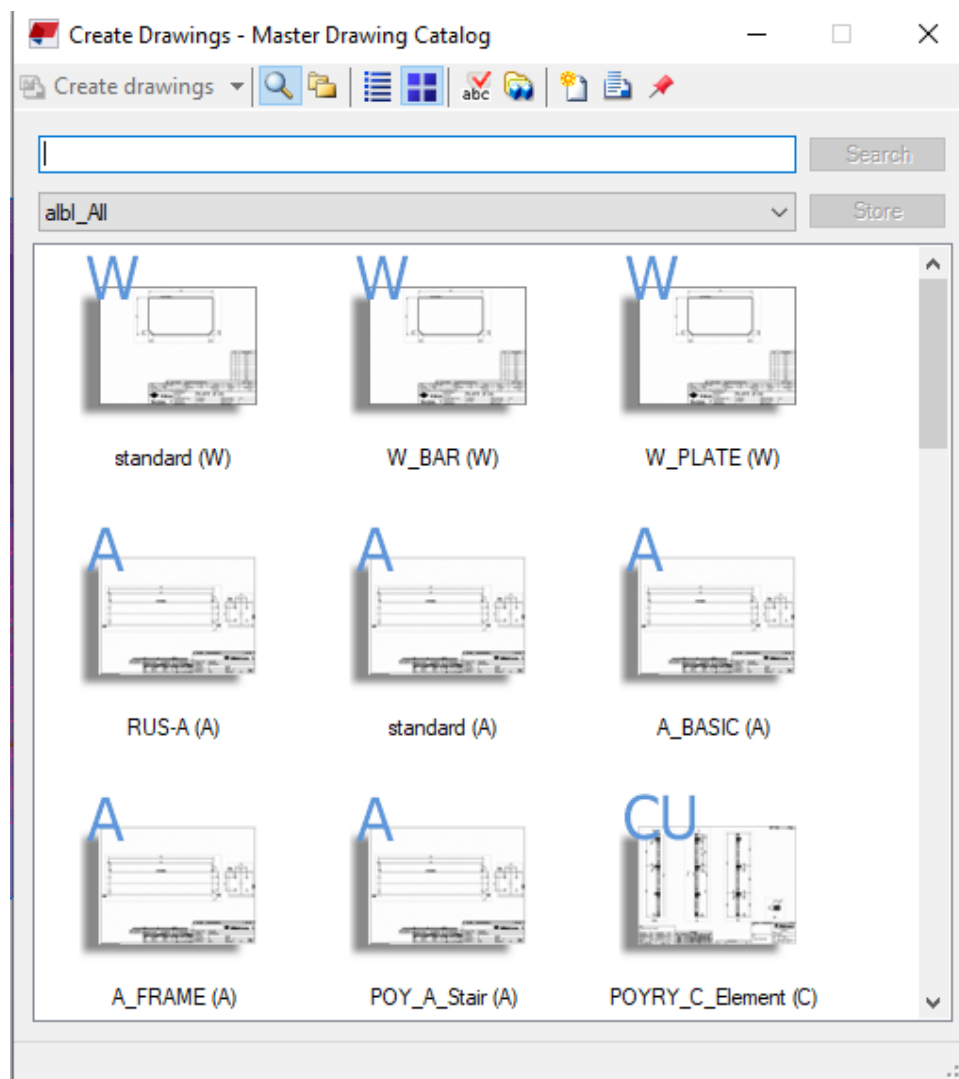 Create Drawings - Master Drawing Catalog
Create drawings
abc
Search
albl_All
Store
W W W
standard (W) W_BAR (W) W_PLATE (W)
A A A
RUS-A (A) standard (A) A_BASIC (A)
A A CU
A_FRAME (A) POY_A_Stair (A) POYRY_C_Element (C)